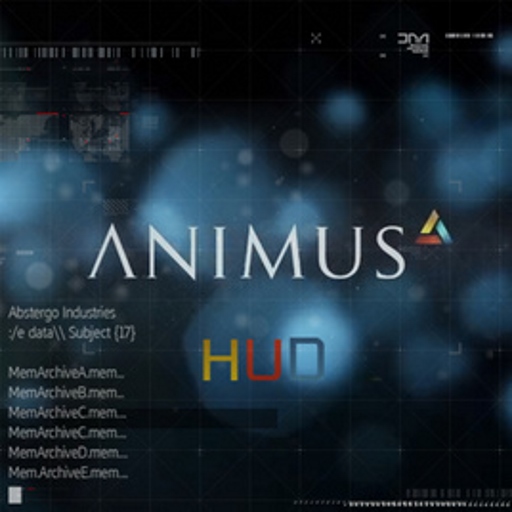 ANIMUS
HUD
Abstergo Industries
:/e data\\ Subject {17}
MemArchiveA.mem...
MemArchiveB.mem...
MemArchiveC.mem...
MemArchiveC.mem...
MemArchiveD.mem...
Mem.ArchiveE.mem...